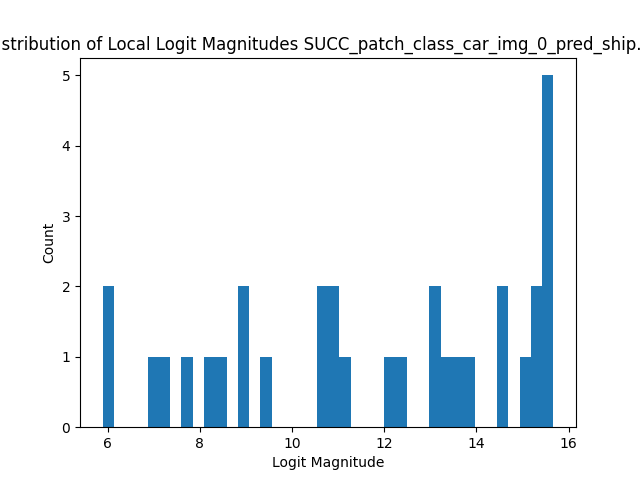 stribution of Local Logit Magnitudes SUCC_patch_class_car_img_0_pred_ship.
5
4
3
2
1
0
Count
6 8 10 12 14 16
Logit Magnitude